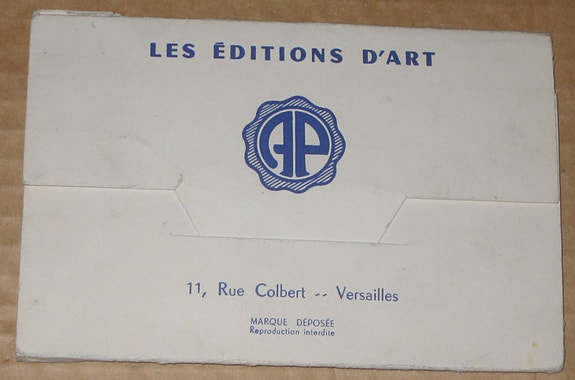 LES ÉDITIONS D'ART
AP
11, Rue Colbert -- Versailles
MARQUE DÉPOSÉE
Reproduction interdite